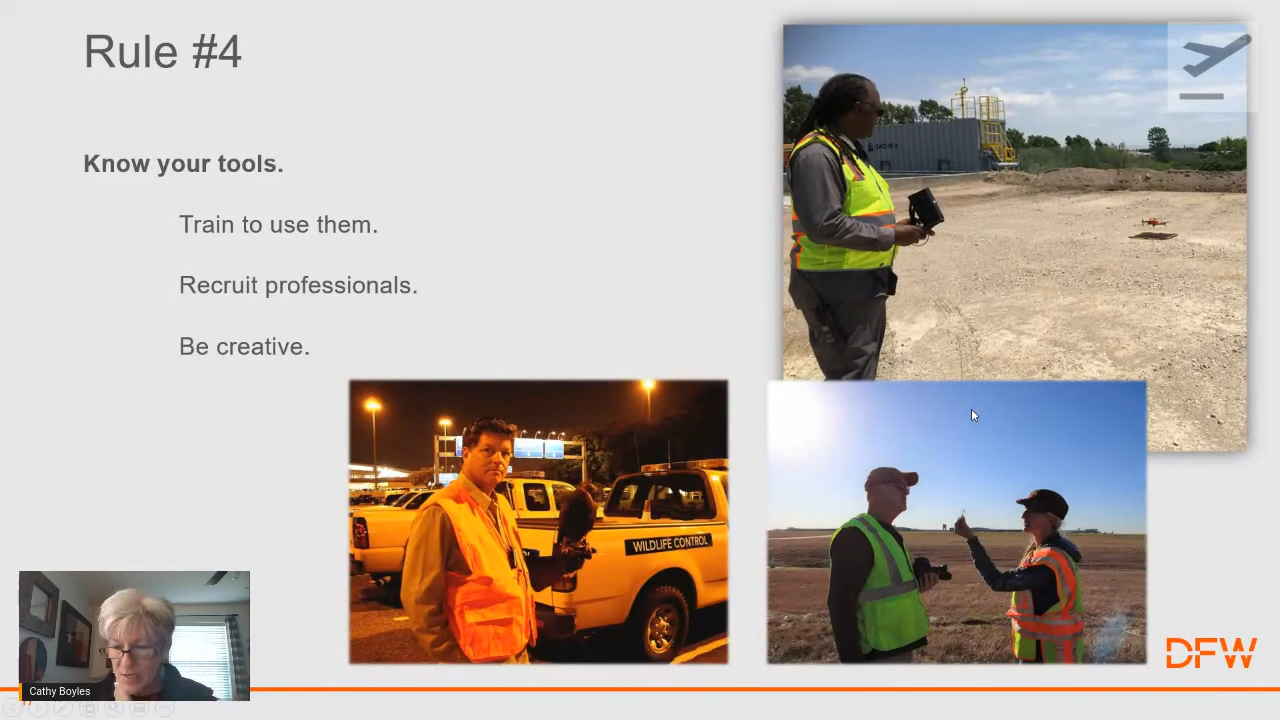 Rule #4
Know your tools.
Train to use them.
Recruit professionals.
Be creative.
WILDLIFE CONTROL
DFW
Cathy Boyles